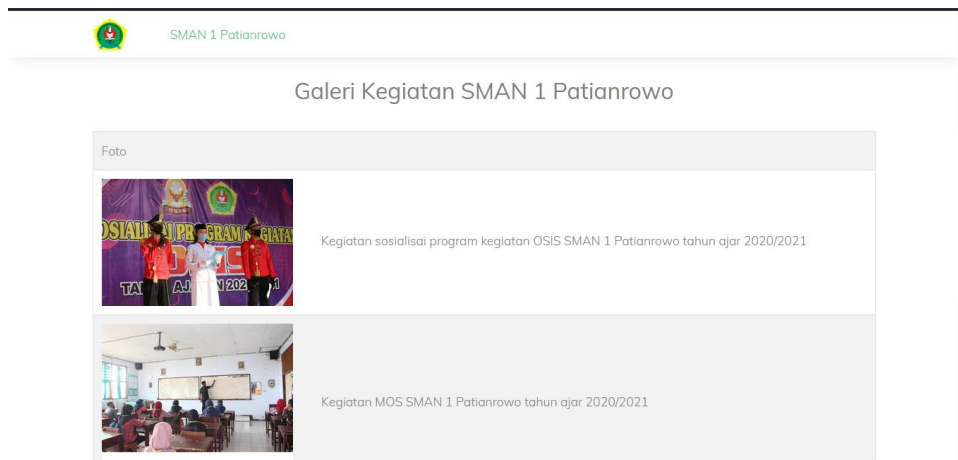 SMAN 1 Patianrowo
Galeri Kegiatan SMAN 1 Patianrowo
Foto
OSIS
Kegiatan sosialisai program kegiatan OSIS SMAN 1 Patianrowo tahun ajar 2020/2021
Kegiatan MOS SMAN 1 Patianrowo tahun ajar 2020/2021